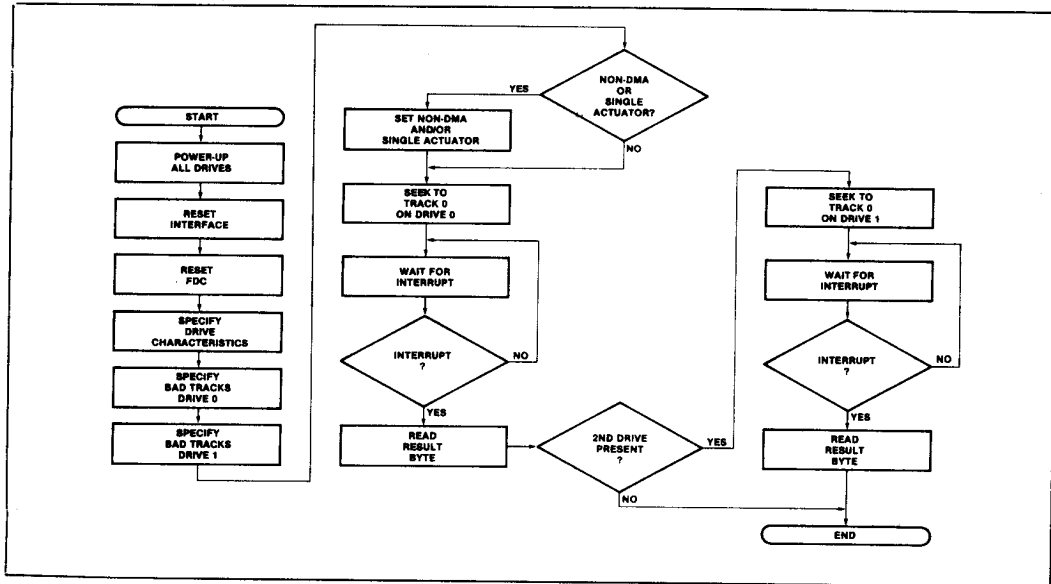 START
POWER-UP
ALL DRIVES
RESET
INTERFACE
RESET
FDC
SPECIFY
DRIVE
CHARACTERISTICS
SPECIFY
BAD TRACKS
DRIVE 0
SPECIFY
BAD TRACKS
DRIVE 1
NON-DMA
OR
SINGLE
ACTUATOR?
YES
NO
SET NON-DMA
AND/OR
SINGLE ACTUATOR
SEEK TO
TRACK 0
ON DRIVE 0
WAIT FOR
INTERRUPT
INTERRUPT
?
NO
YES
READ
RESULT
BYTE
2ND DRIVE
PRESENT
?
YES
NO
SEEK TO
TRACK 0
ON DRIVE 1
WAIT FOR
INTERRUPT
INTERRUPT
?
NO
YES
READ
RESULT
BYTE
END